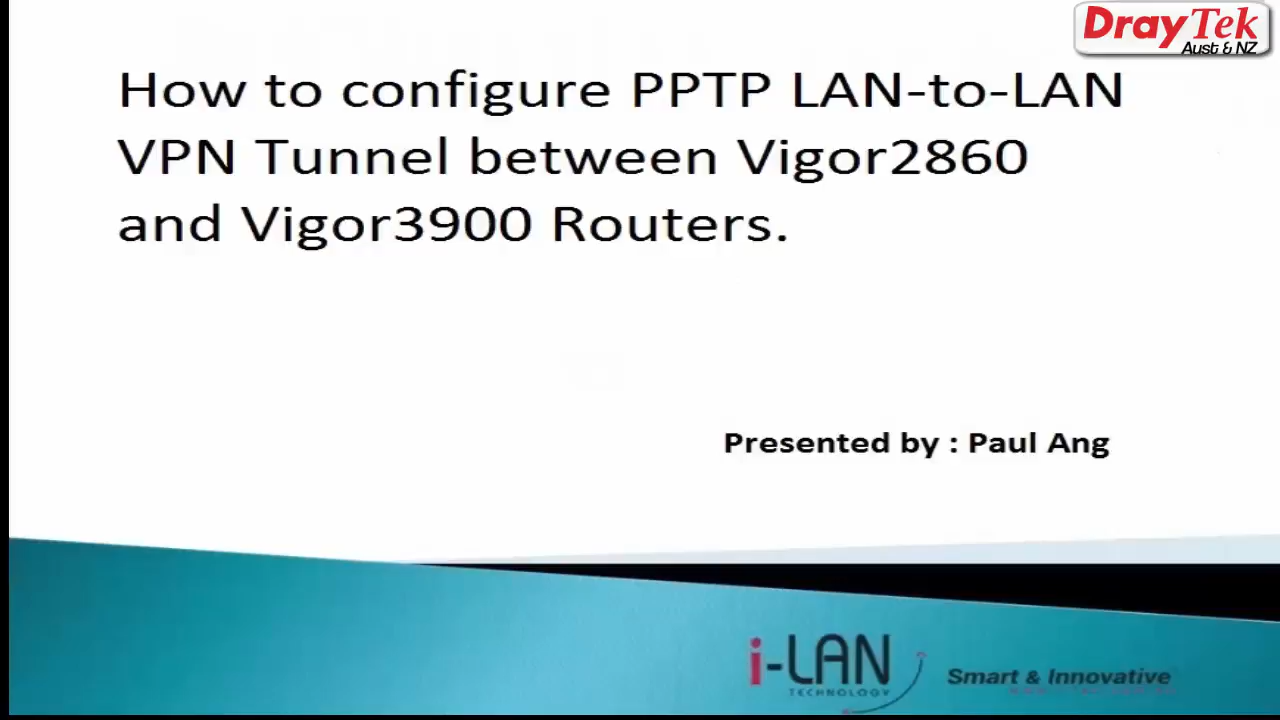 DrayTek
Aust & NZ
How to configure PPTP LAN-to-LAN
VPN Tunnel between Vigor2860
and Vigor3900 Routers.
Presented by : Paul Ang
i-LAN
TECHNOLOGY
Smart & Innovative